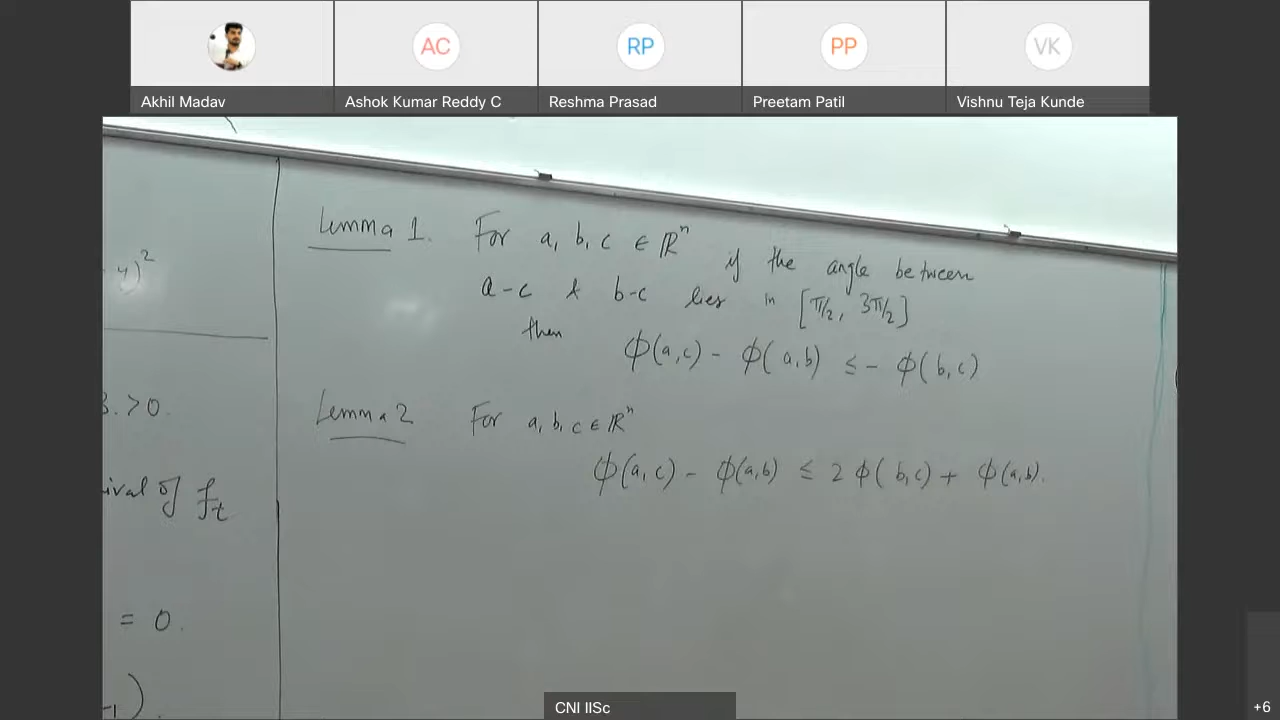 AC
RP
PP
VK
Akhil Madav
Ashok Kumar Reddy C
Reshma Prasad
Preetam Patil
Vishnu Teja Kunde
y)²
> 0.
of f_t
= 0.
-1)
Lemma 1. For a, b, c ∈ ℝⁿ if the angle between
a-c & b-c lies in [π/2, 3π/2]
then
ϕ(a,c) - ϕ(a,b) ≤ - ϕ(b,c)
Lemma 2 For a, b, c ∈ ℝⁿ
ϕ(a,c) - ϕ(a,b) ≤ 2 ϕ(b,c) + ϕ(a,b).
CNI IISc
+6